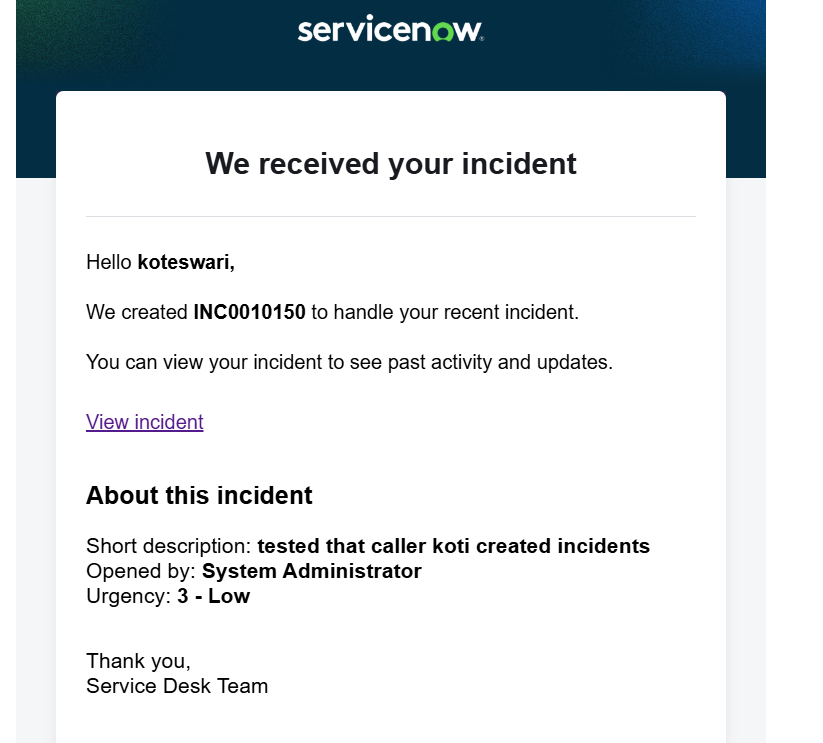 servicenow
We received your incident
Hello koteswari,
We created INC0010150 to handle your recent incident.
You can view your incident to see past activity and updates.
View incident
About this incident
Short description: tested that caller koti created incidents
Opened by: System Administrator
Urgency: 3 - Low
Thank you,
Service Desk Team